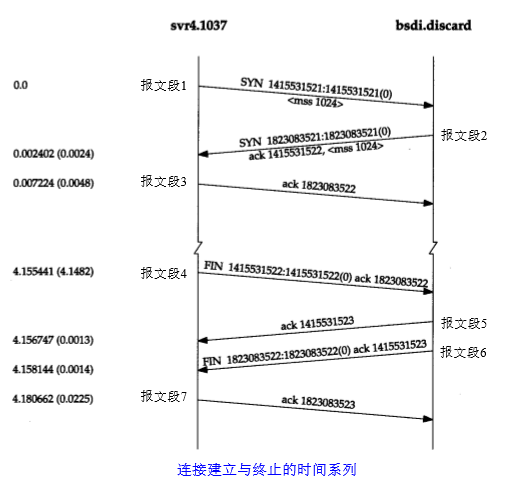 svr4.1037 bsdi.discard
0.0 报文段1 SYN 1415531521:1415531521(0)
<mss 1024>
SYN 1823083521:1823083521(0) 报文段2
0.002402 (0.0024) ack 1415531522, <mss 1024>
0.007224 (0.0048) 报文段3 ack 1823083522
4.155441 (4.1482) 报文段4 FIN 1415531522:1415531522(0) ack 1823083522
ack 1415531523 报文段5
4.156747 (0.0013)
FIN 1823083522:1823083522(0) ack 1415531523 报文段6
4.158144 (0.0014)
4.180662 (0.0225) 报文段7 ack 1823083523
连接建立与终止的时间系列